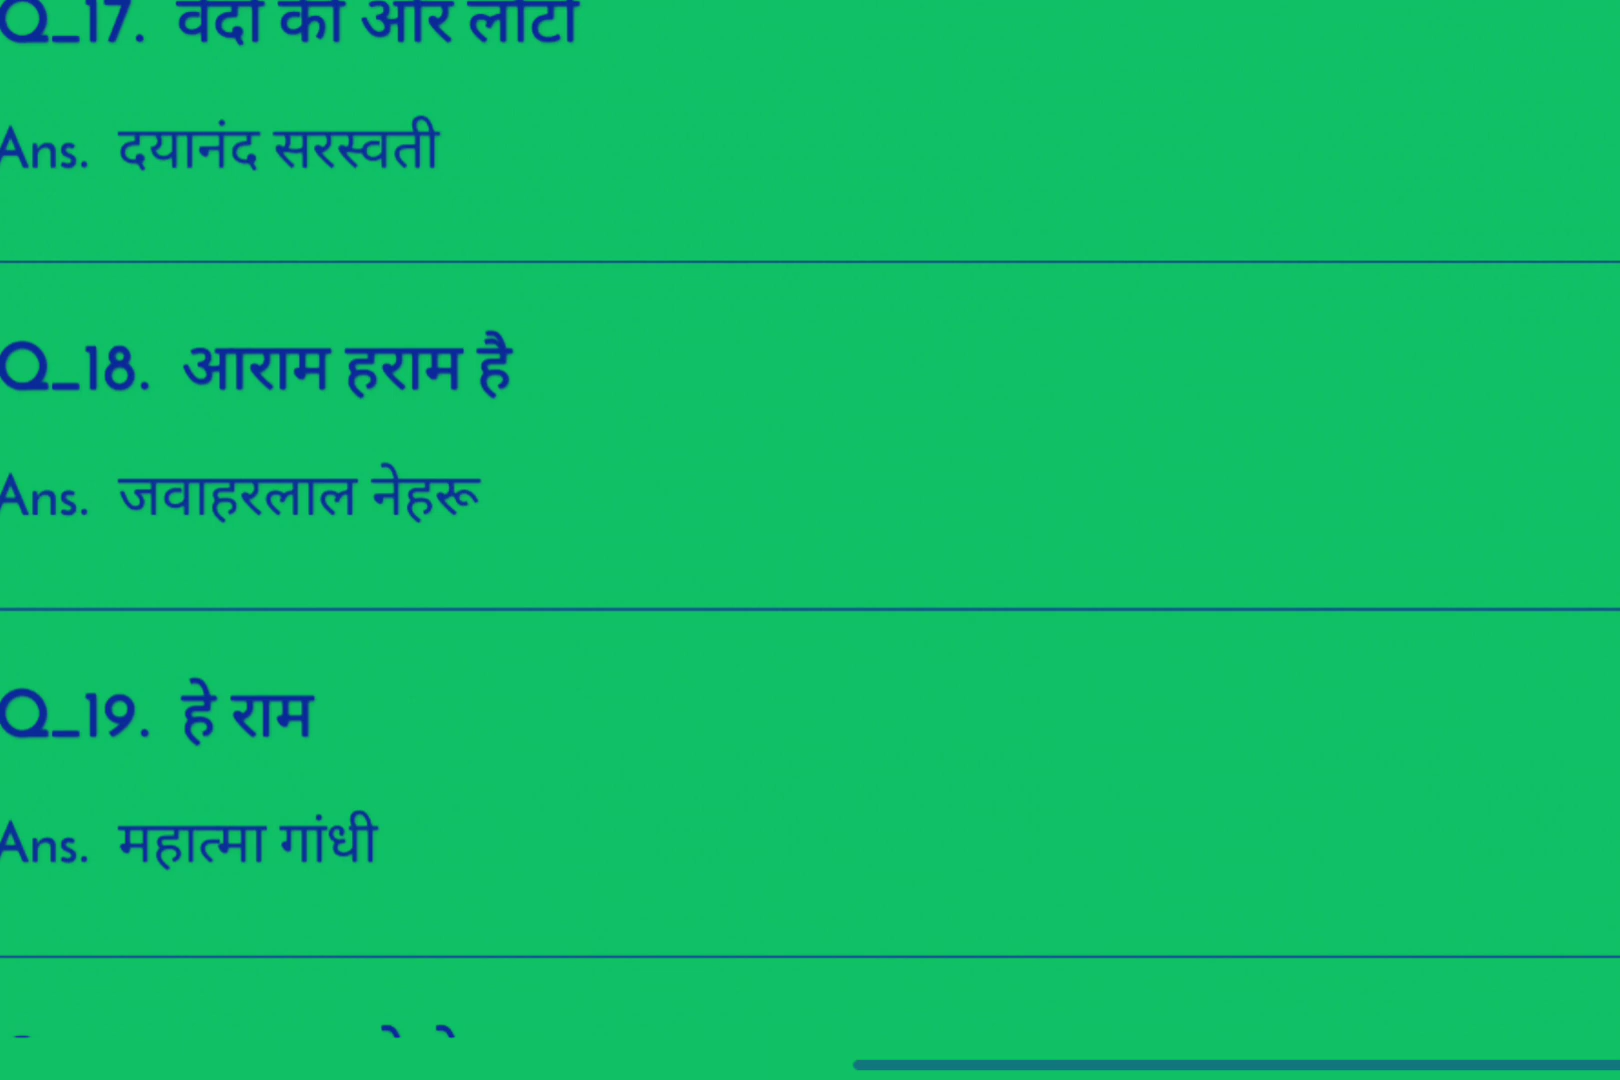 Q_17. वेदों की ओर लौटो
Ans. दयानंद सरस्वती
Q_18. आराम हराम है
Ans. जवाहरलाल नेहरू
Q_19. हे राम
Ans. महात्मा गांधी